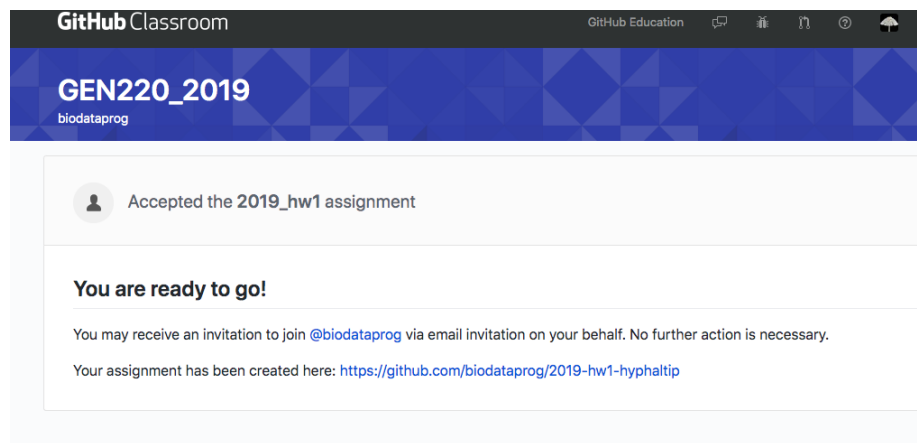 GitHub Classroom
GitHub Education
GEN220_2019
biodataprog
Accepted the 2019_hw1 assignment
You are ready to go!
You may receive an invitation to join @biodataprog via email invitation on your behalf. No further action is necessary.
Your assignment has been created here: https://github.com/biodataprog/2019-hw1-hyphaltip